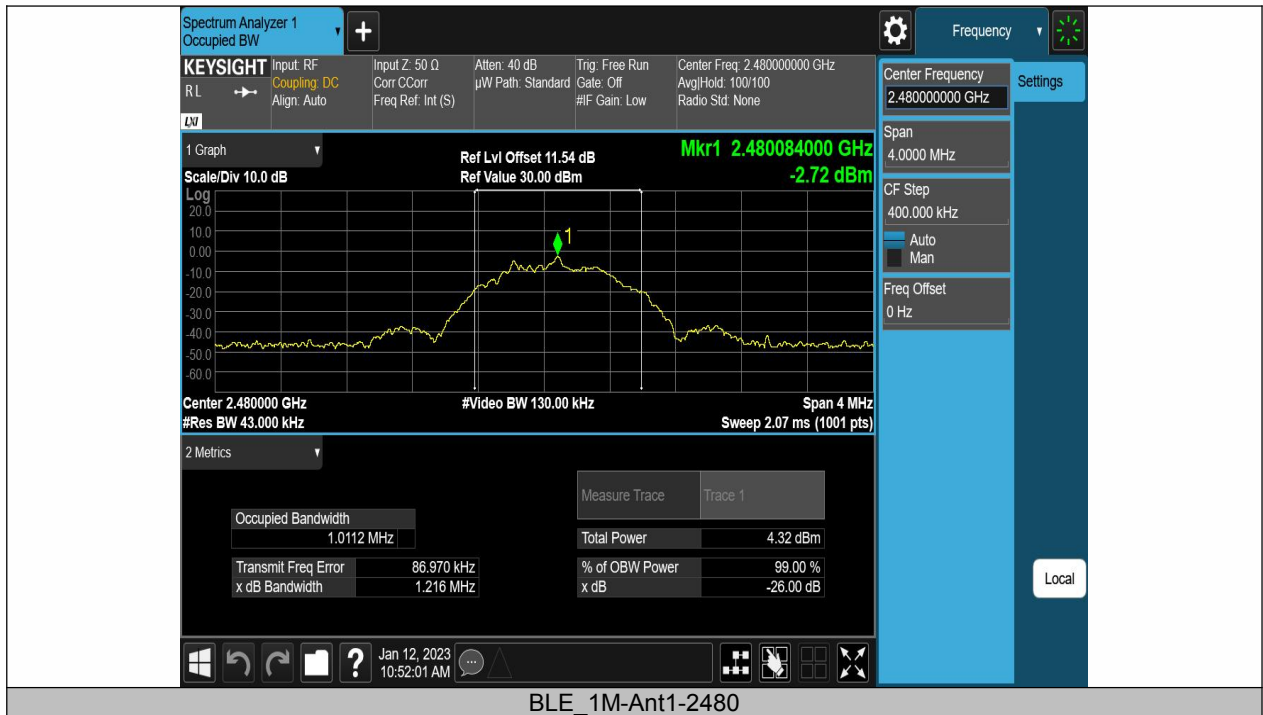 Spectrum Analyzer 1
Occupied BW
+
Frequency
KEYSIGHT
RL
LXI
Input: RF
Coupling: DC
Align: Auto
Input Z: 50 Ω
Corr CCorr
Freq Ref: Int (S)
Atten: 40 dB
µW Path: Standard
Trig: Free Run
Gate: Off
#IF Gain: Low
Center Freq: 2.480000000 GHz
Avg|Hold: 100/100
Radio Std: None
Center Frequency
2.480000000 GHz
Settings
Span
4.0000 MHz
CF Step
400.000 kHz
Auto
Man
Freq Offset
0 Hz
Local
1 Graph
Scale/Div 10.0 dB
Ref Lvl Offset 11.54 dB
Ref Value 30.00 dBm
Mkr1 2.480084000 GHz
-2.72 dBm
Log
20.0
10.0
0.00
-10.0
-20.0
-30.0
-40.0
-50.0
-60.0
1
Center 2.480000 GHz
#Res BW 43.000 kHz
#Video BW 130.00 kHz
Span 4 MHz
Sweep 2.07 ms (1001 pts)
2 Metrics
Measure Trace Trace 1
Occupied Bandwidth
1.0112 MHz
Total Power 4.32 dBm
Transmit Freq Error 86.970 kHz
% of OBW Power 99.00 %
x dB Bandwidth 1.216 MHz
x dB -26.00 dB
?
Jan 12, 2023
10:52:01 AM
BLE_1M-Ant1-2480